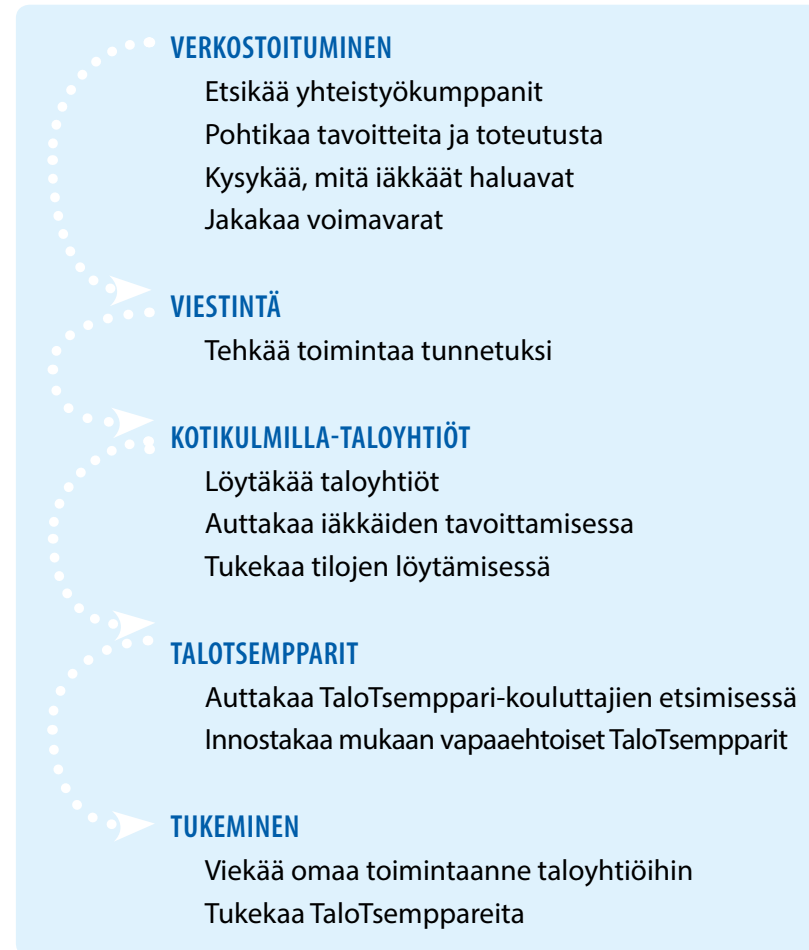 VERKOSTOITUMINEN
Etsikää yhteistyökumppanit
Pohtikaa tavoitteita ja toteutusta
Kysykää, mitä iäkkäät haluavat
Jakakaa voimavarat
VIESTINTÄ
Tehkää toimintaa tunnetuksi
KOTIKULMILLA-TALOYHTIÖT
Löytäkää taloyhtiöt
Auttakaa iäkkäiden tavoittamisessa
Tukekaa tilojen löytämisessä
TALOTSEMPPARIT
Auttakaa TaloTsemppari-kouluttajien etsimisessä
Innostakaa mukaan vapaaehtoiset TaloTsempparit
TUKEMINEN
Viekää omaa toimintaanne taloyhtiöihin
Tukekaa TaloTsemppareita